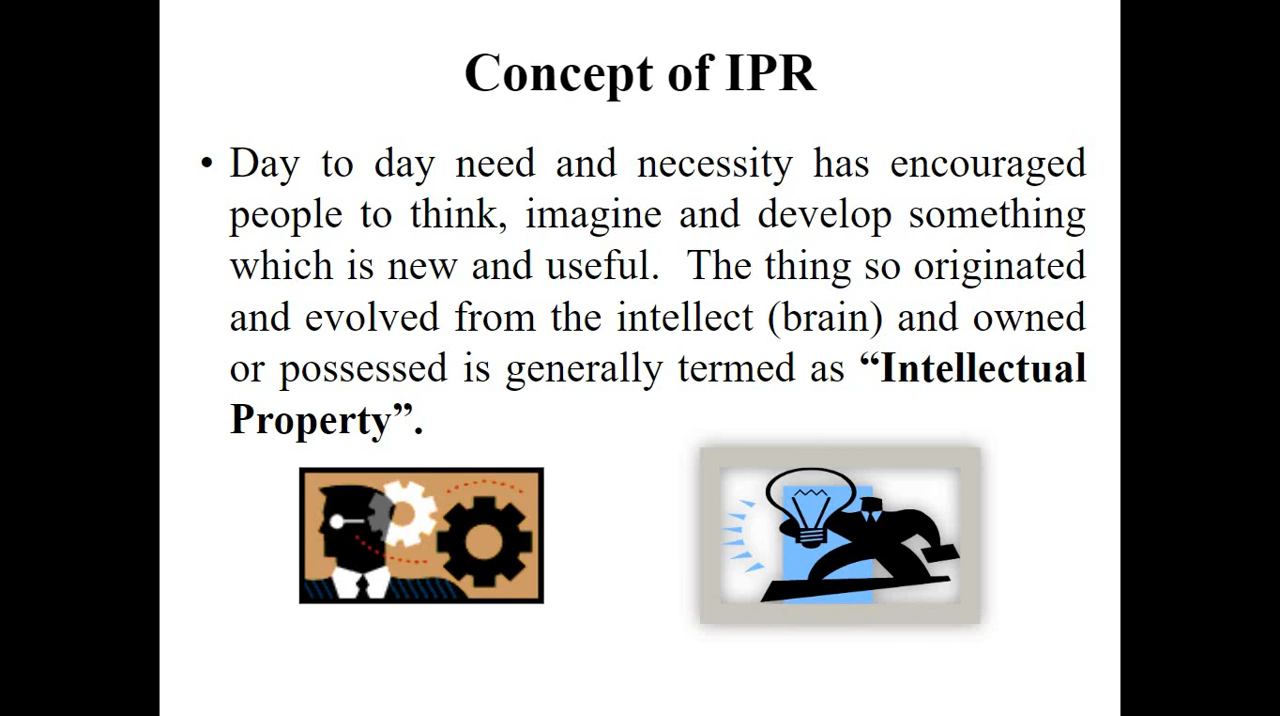 Concept of IPR
• Day to day need and necessity has encouraged
people to think, imagine and develop something
which is new and useful.  The thing so originated
and evolved from the intellect (brain) and owned
or possessed is generally termed as “Intellectual
Property”.